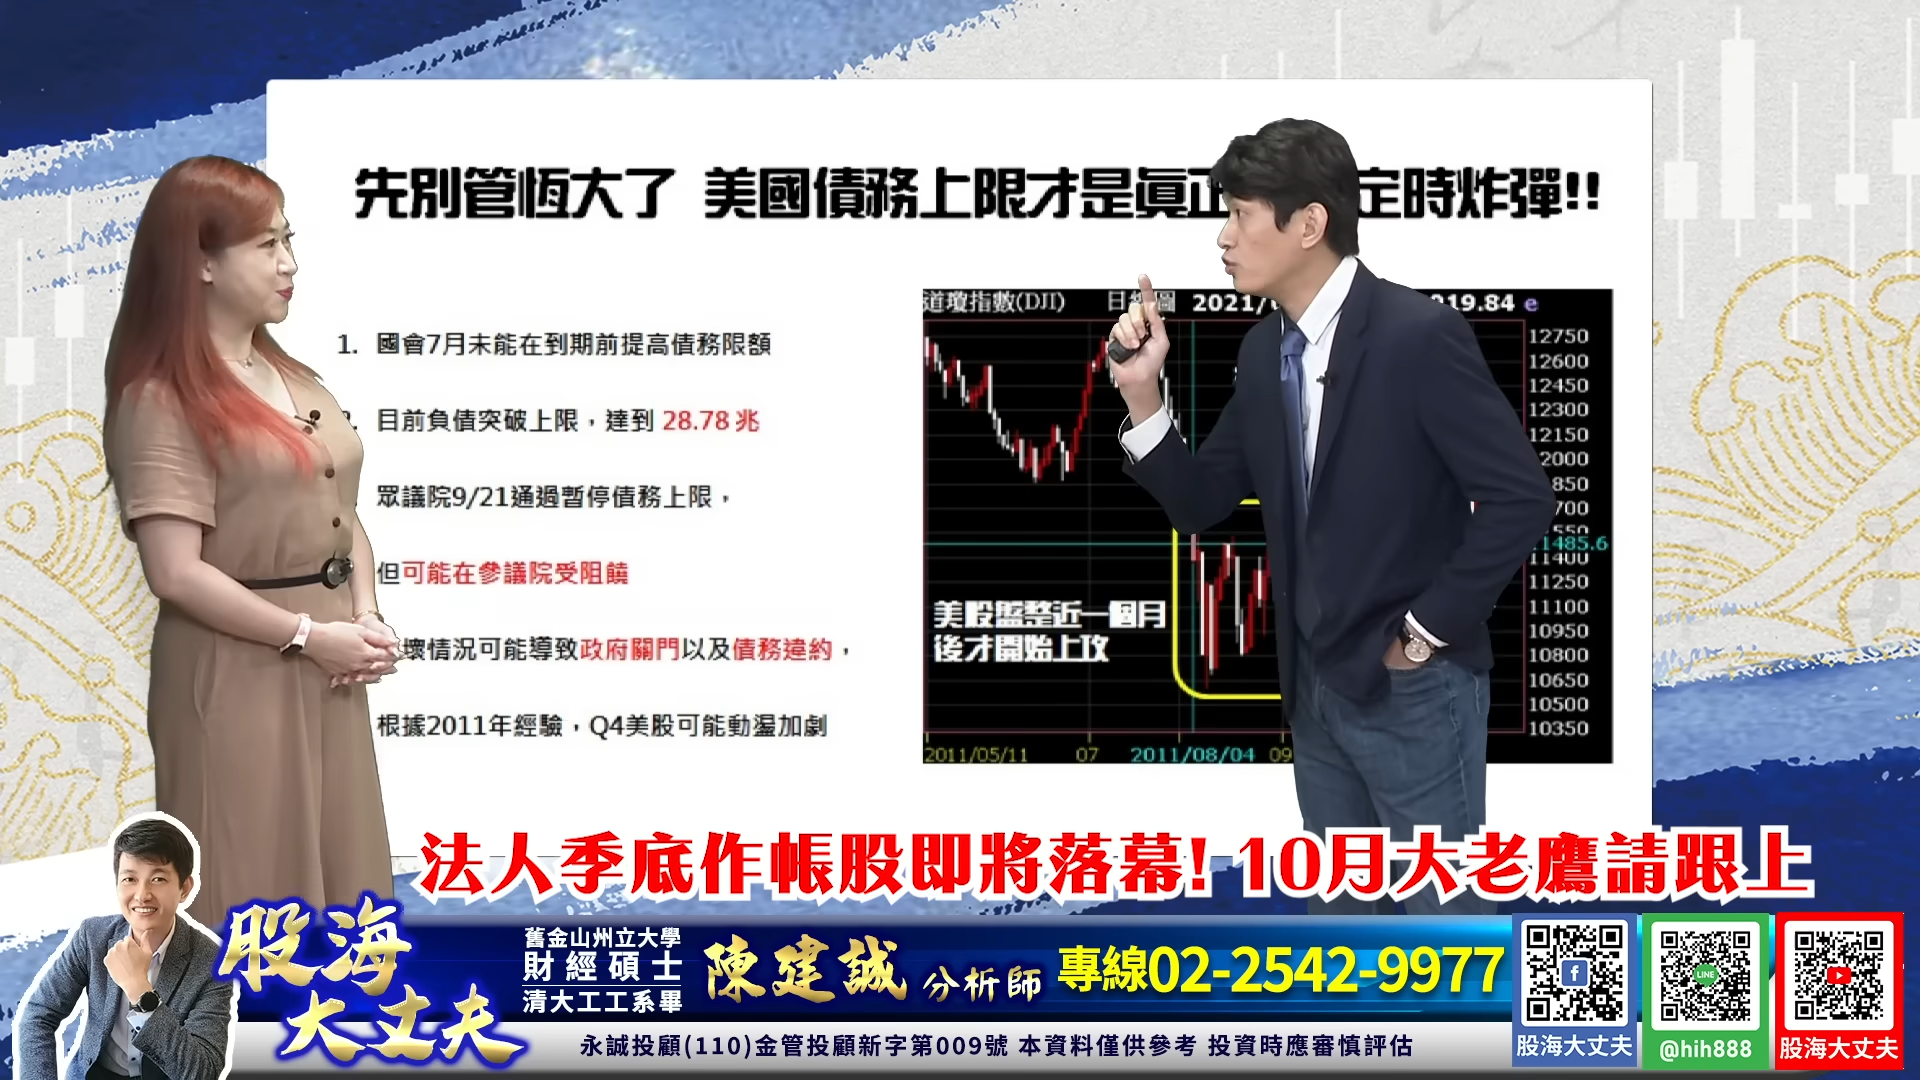 先別管恆大了 美國債務上限才是真正 定時炸彈!!
1. 國會7月未能在到期前提高債務限額
目前負債突破上限，達到 28.78 兆
眾議院9/21通過暫停債務上限，
但可能在參議院受阻饒
壞情況可能導致政府關門以及債務違約，
根據2011年經驗，Q4美股可能動盪加劇
道瓊指數(DJI) 日線圖 2021/ 919.84 e
12750
12600
12450
12300
12150
12000
850
700
550
11485.6
11400
11250
11100
10950
10800
10650
10500
10350
美股盤整近一個月
後才開始上攻
2011/05/11 07 2011/08/04 09
法人季底作帳股即將落幕! 10月大老鷹請跟上
股海
大丈夫
舊金山州立大學
財經碩士
清大工工系畢
陳建誠 分析師
專線02-2542-9977
永誠投顧(110)金管投顧新字第009號 本資料僅供參考 投資時應審慎評估
股海大丈夫
LINE
@hih888
股海大丈夫